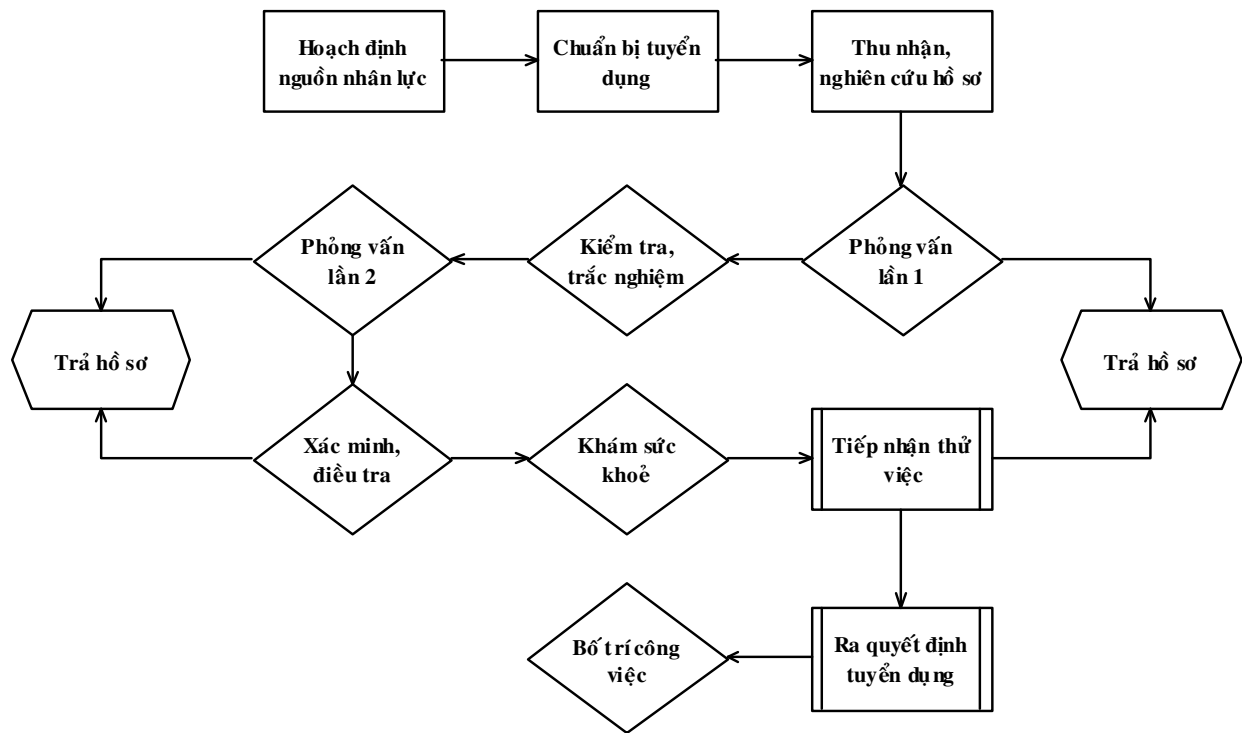 Hoạch định
nguồn nhân lực
Chuẩn bị tuyển
dụng
Thu nhận,
nghiên cứu hồ sơ
Phỏng vấn
lần 2
Kiểm tra,
trắc nghiệm
Phỏng vấn
lần 1
Trả hồ sơ
Trả hồ sơ
Xác minh,
điều tra
Khám sức
khoẻ
Tiếp nhận thử
việc
Bố trí công
việc
Ra quyết định
tuyển dụng